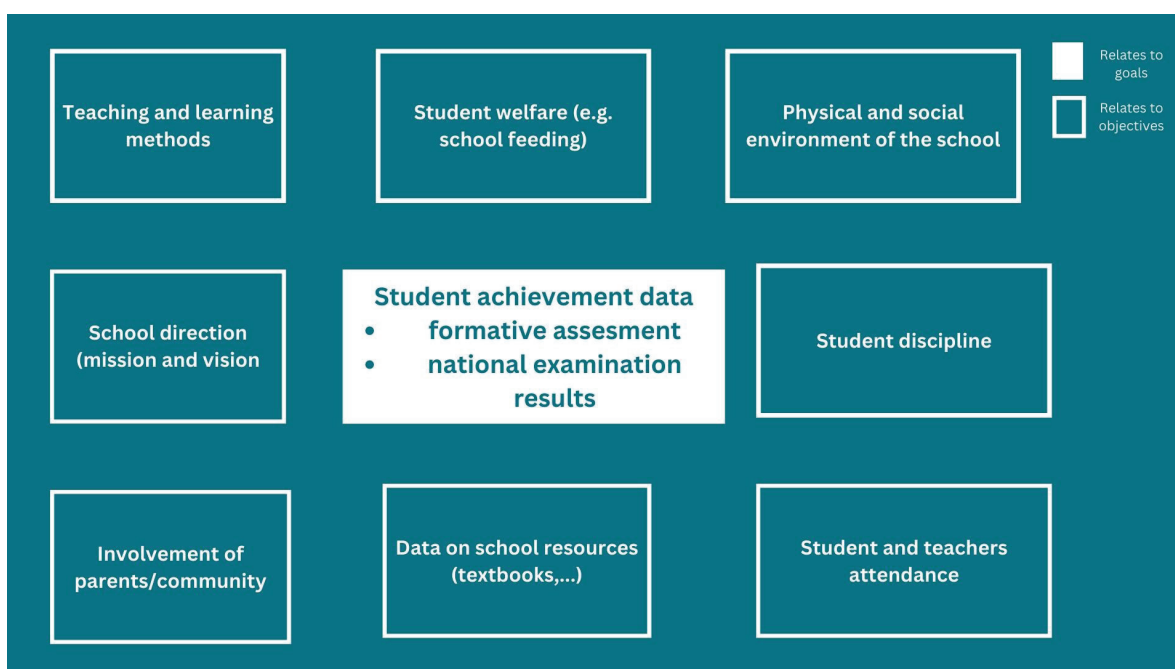 Teaching and learning
methods
Student welfare (e.g.
school feeding)
Physical and social
environment of the school
Relates to
goals
Relates to
objectives
School direction
(mission and vision
Student achievement data
• formative assesment
• national examination
results
Student discipline
Involvement of
parents/community
Data on school resources
(textbooks,...)
Student and teachers
attendance